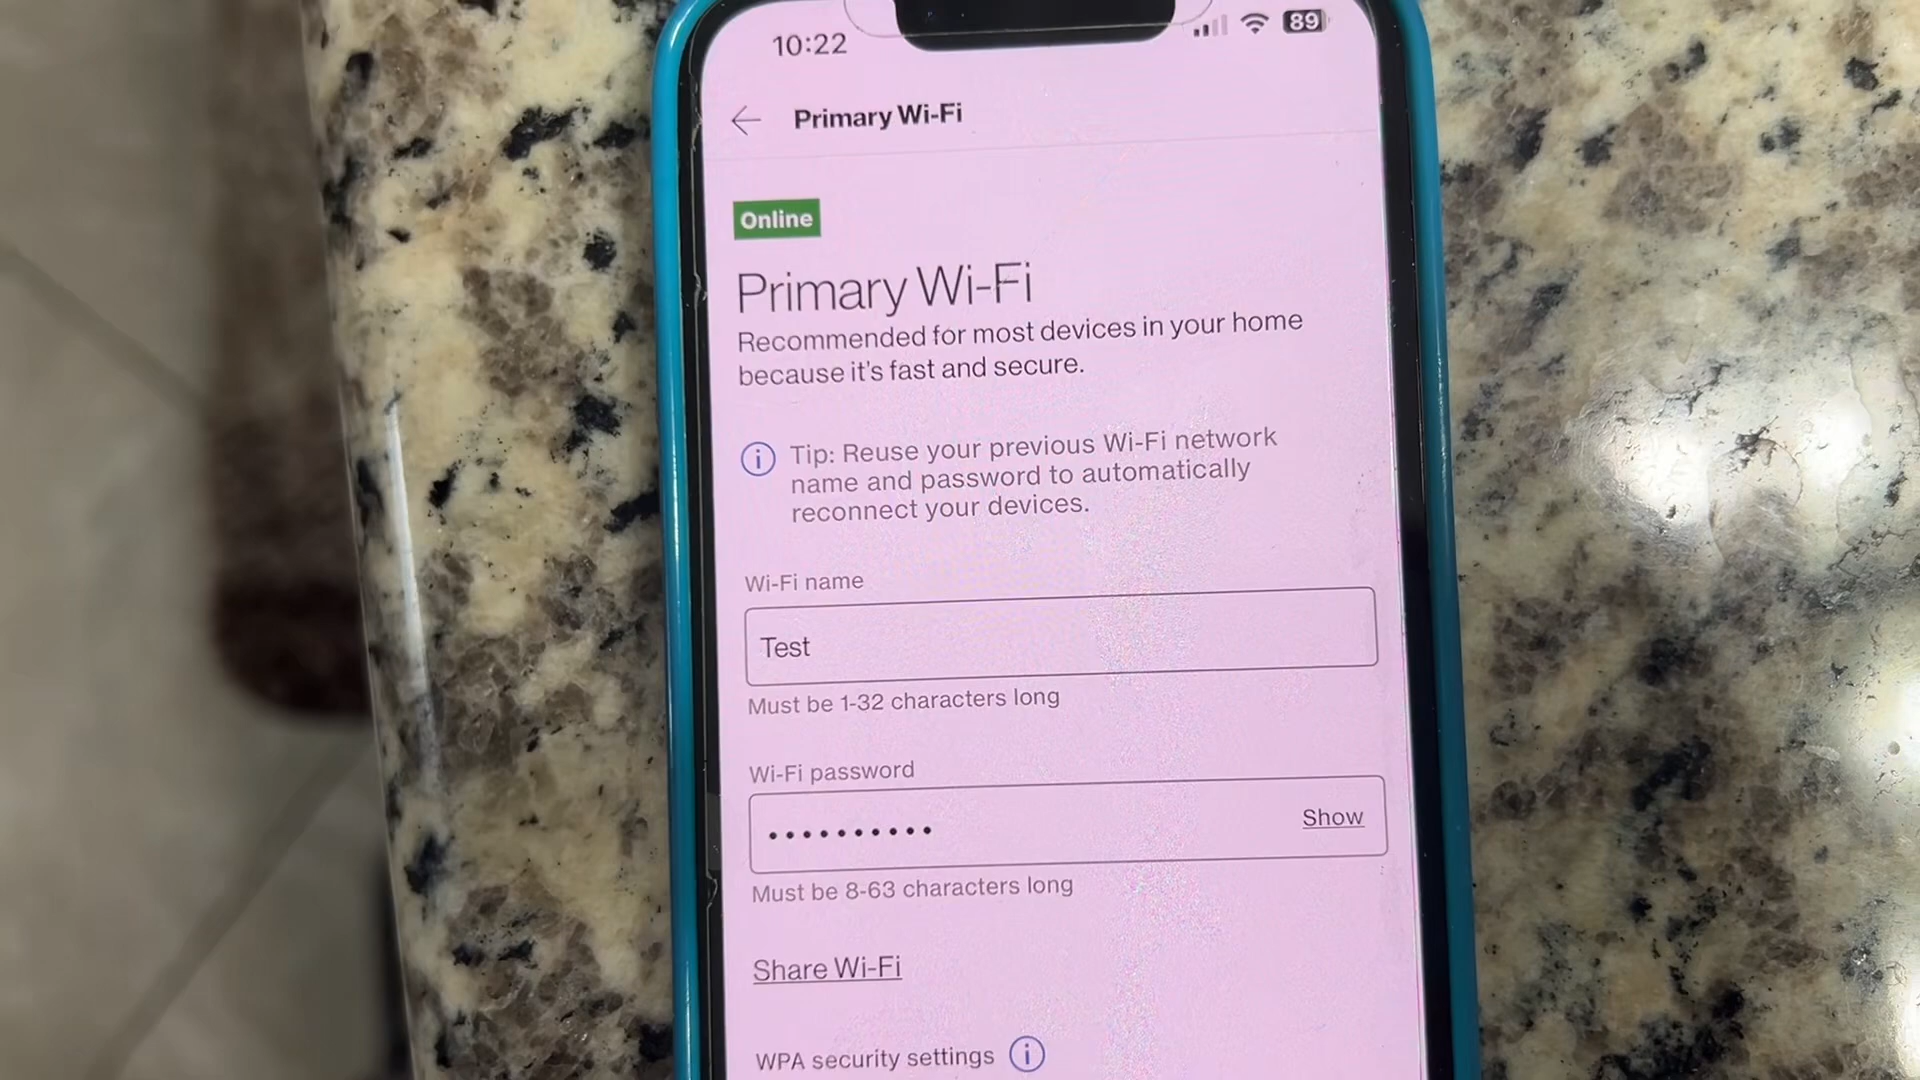 10:22
89
Primary Wi-Fi
Online
Primary Wi-Fi
Recommended for most devices in your home
because it's fast and secure.
Tip: Reuse your previous Wi-Fi network
name and password to automatically
reconnect your devices.
Wi-Fi name
Test
Must be 1-32 characters long
Wi-Fi password
•••••••••• Show
Must be 8-63 characters long
Share Wi-Fi
WPA security settings